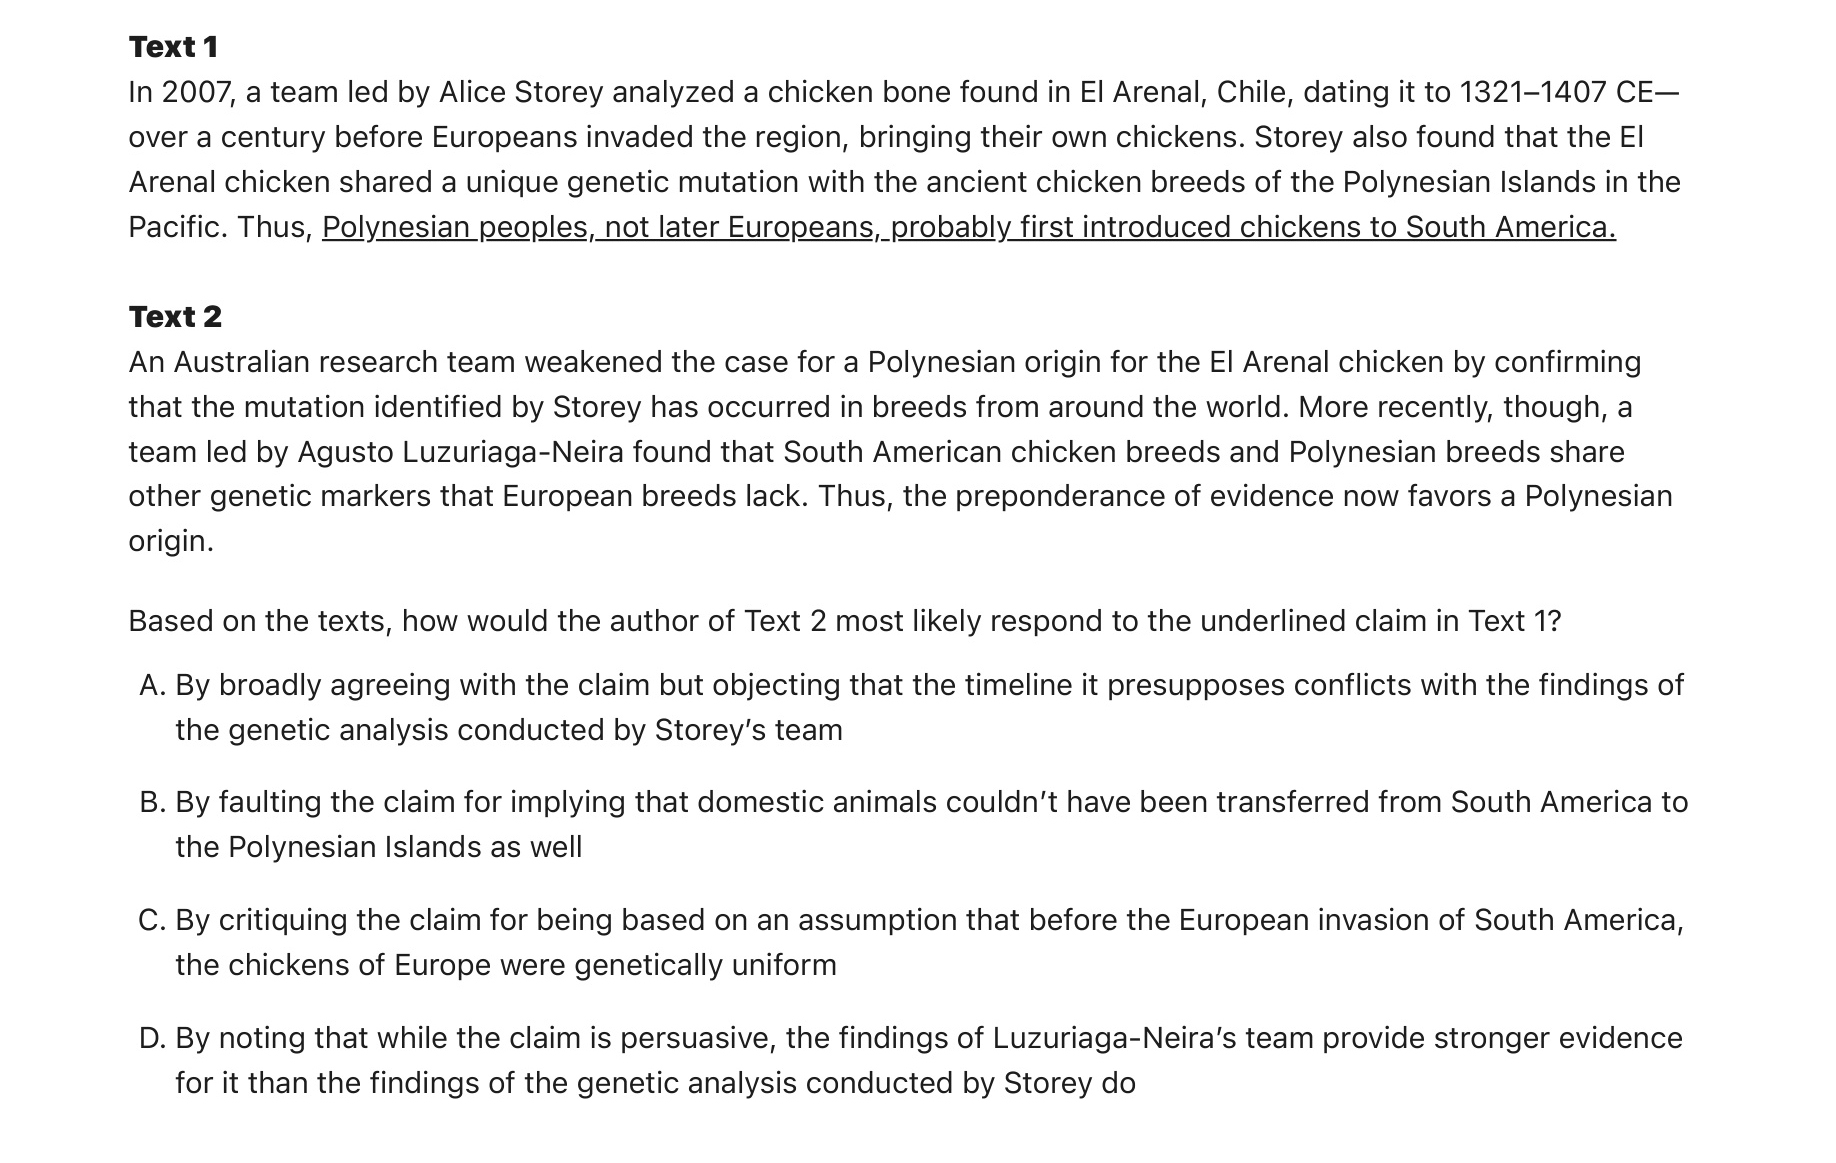 Text 1
In 2007, a team led by Alice Storey analyzed a chicken bone found in El Arenal, Chile, dating it to 1321–1407 CE—
over a century before Europeans invaded the region, bringing their own chickens. Storey also found that the El
Arenal chicken shared a unique genetic mutation with the ancient chicken breeds of the Polynesian Islands in the
Pacific. Thus, Polynesian peoples, not later Europeans, probably first introduced chickens to South America.
Text 2
An Australian research team weakened the case for a Polynesian origin for the El Arenal chicken by confirming
that the mutation identified by Storey has occurred in breeds from around the world. More recently, though, a
team led by Agusto Luzuriaga-Neira found that South American chicken breeds and Polynesian breeds share
other genetic markers that European breeds lack. Thus, the preponderance of evidence now favors a Polynesian
origin.
Based on the texts, how would the author of Text 2 most likely respond to the underlined claim in Text 1?
A. By broadly agreeing with the claim but objecting that the timeline it presupposes conflicts with the findings of
the genetic analysis conducted by Storey’s team
B. By faulting the claim for implying that domestic animals couldn’t have been transferred from South America to
the Polynesian Islands as well
C. By critiquing the claim for being based on an assumption that before the European invasion of South America,
the chickens of Europe were genetically uniform
D. By noting that while the claim is persuasive, the findings of Luzuriaga-Neira’s team provide stronger evidence
for it than the findings of the genetic analysis conducted by Storey do